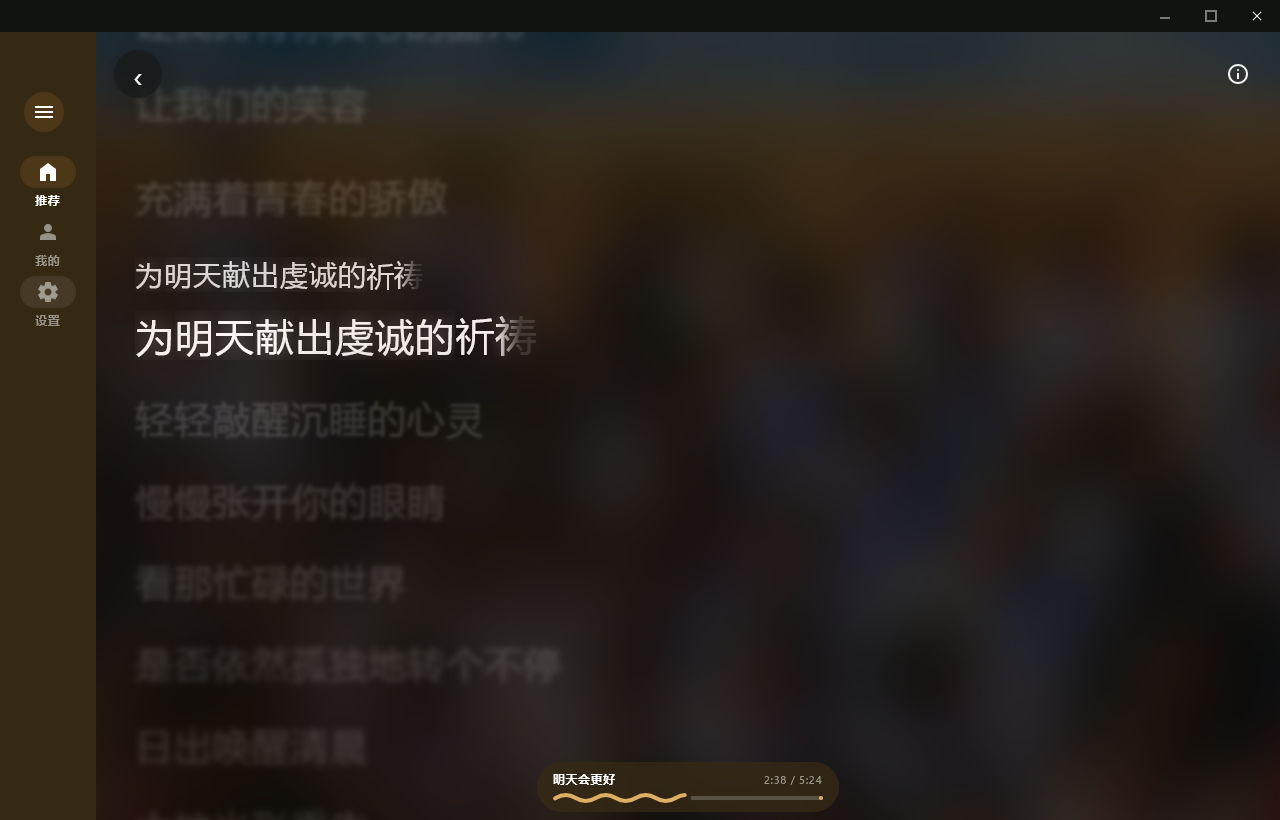 让我们的笑容
充满着青春的骄傲
为明天献出虔诚的祈祷
为明天献出虔诚的祈祷
轻轻敲醒沉睡的心灵
慢慢张开你的眼睛
看那忙碌的世界
是否依然孤独地转个不停
日出唤醒清晨
推荐
我的
设置
明天会更好
2:38 / 5:24